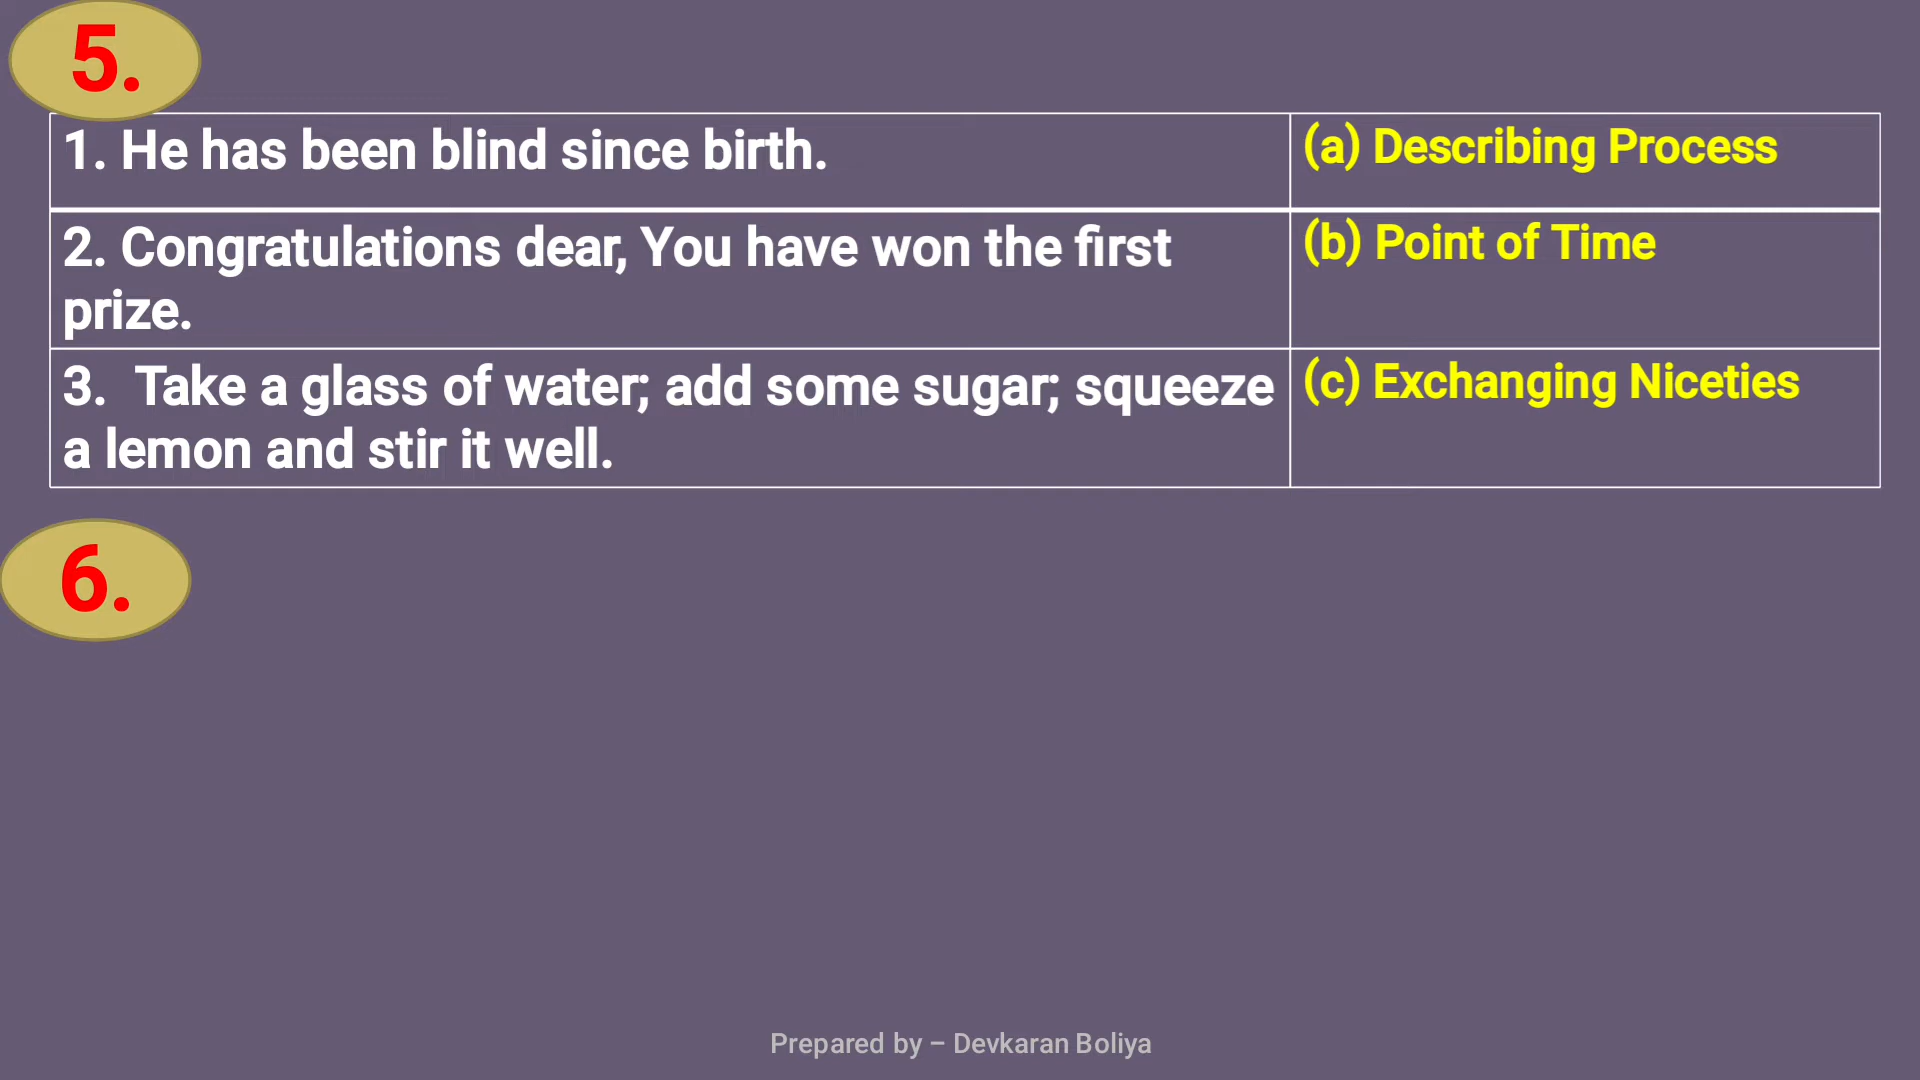 5.
1. He has been blind since birth.
(a) Describing Process
2. Congratulations dear, You have won the first
prize.
(b) Point of Time
3. Take a glass of water; add some sugar; squeeze
a lemon and stir it well.
(c) Exchanging Niceties
6.
Prepared by – Devkaran Boliya